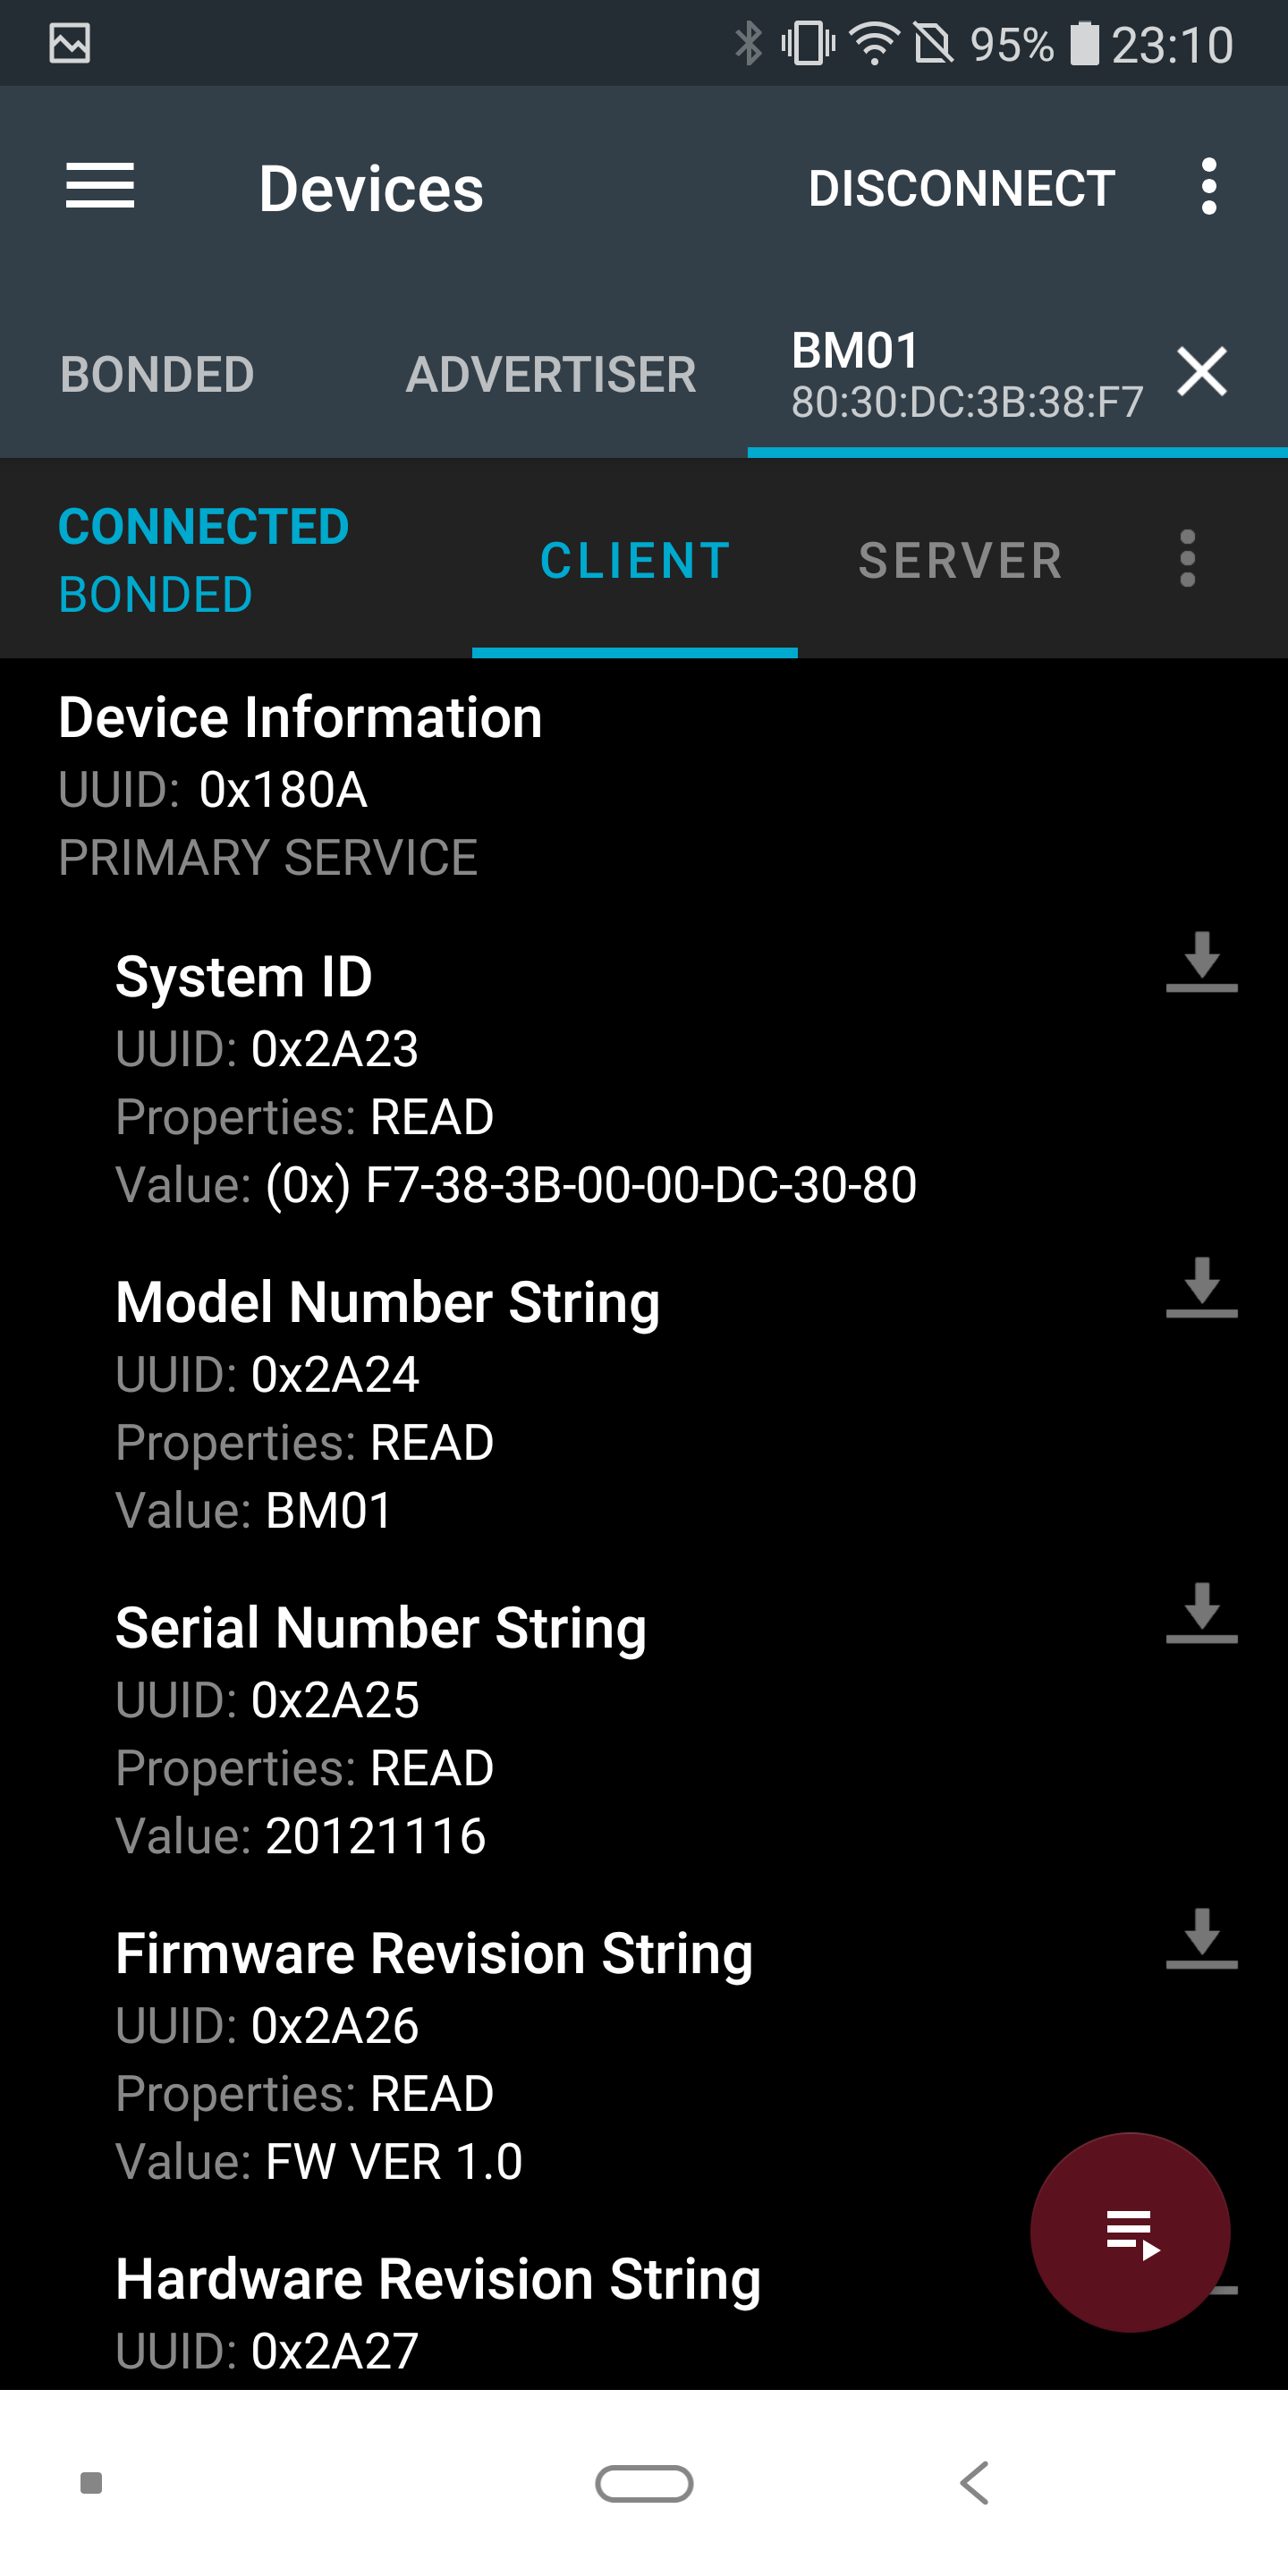 95% 23:10
Devices DISCONNECT
BONDED ADVERTISER BM01
80:30:DC:3B:38:F7
CONNECTED
BONDED
CLIENT SERVER
Device Information
UUID: 0x180A
PRIMARY SERVICE
System ID
UUID: 0x2A23
Properties: READ
Value: (0x) F7-38-3B-00-00-DC-30-80
Model Number String
UUID: 0x2A24
Properties: READ
Value: BM01
Serial Number String
UUID: 0x2A25
Properties: READ
Value: 20121116
Firmware Revision String
UUID: 0x2A26
Properties: READ
Value: FW VER 1.0
Hardware Revision String
UUID: 0x2A27